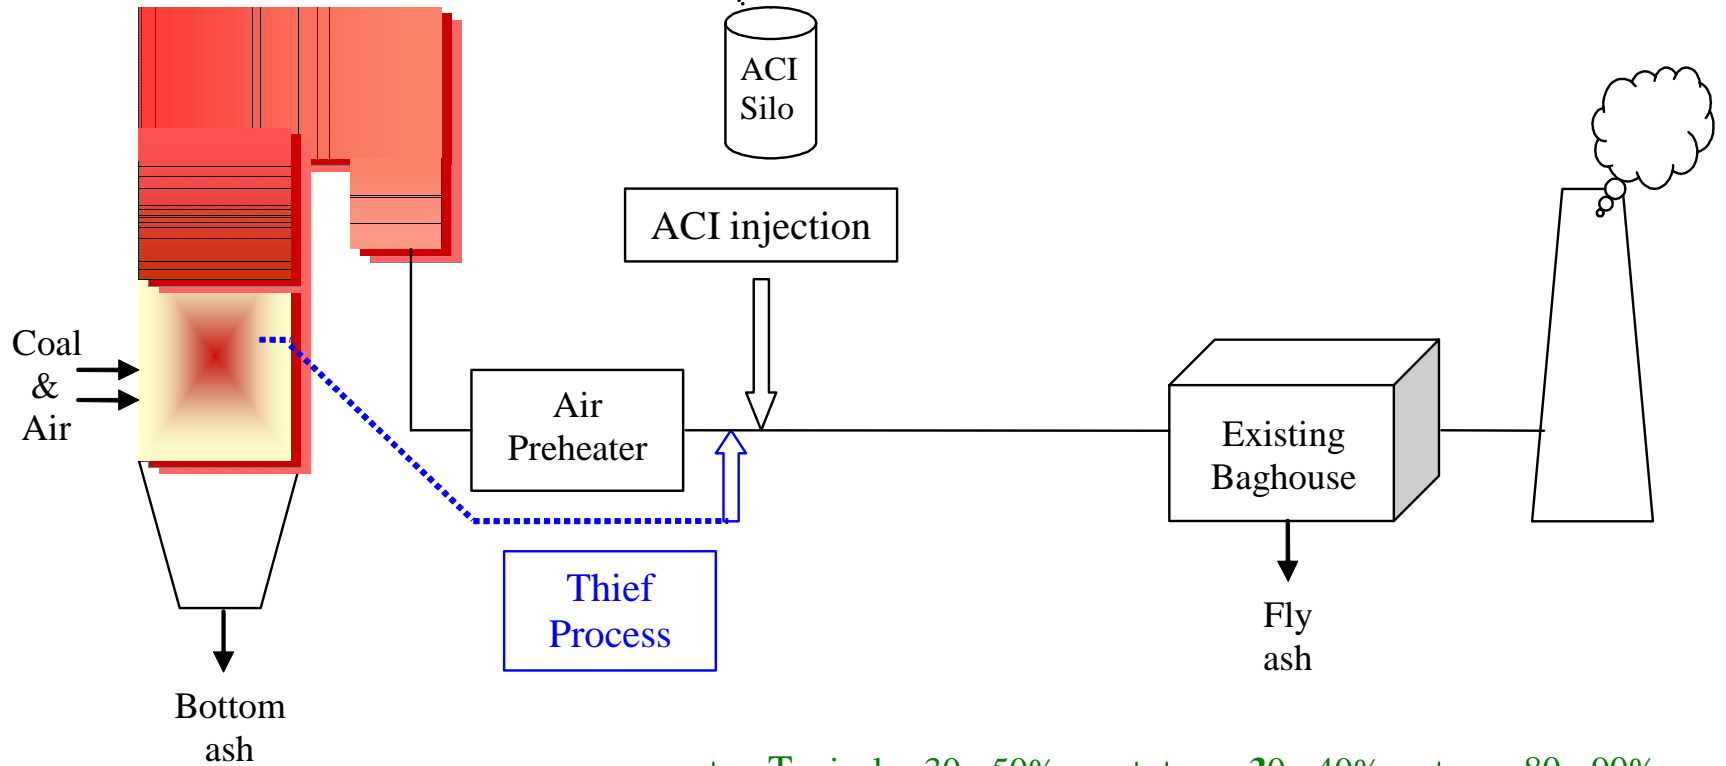 ACI
Silo
ACI injection
Coal
&
Air
Air
Preheater
Existing
Baghouse
Thief
Process
Fly
ash
Bottom
ash